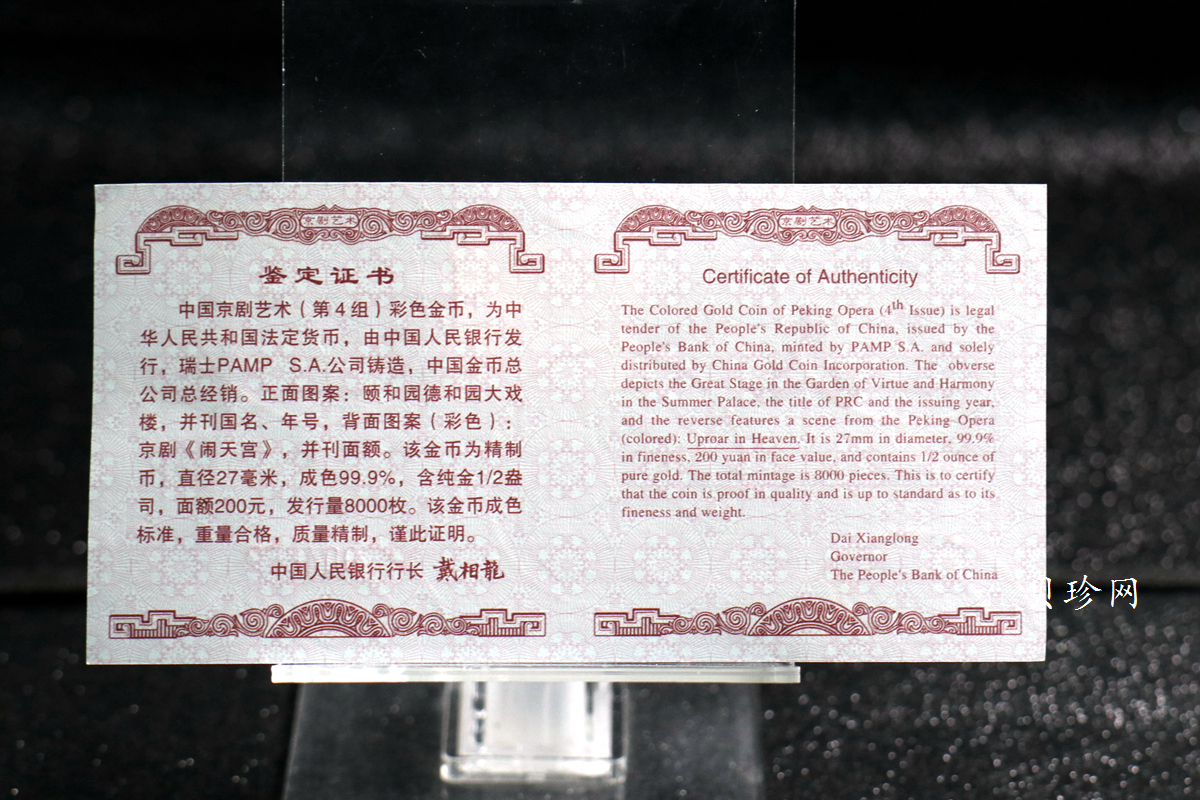 京剧艺术
鉴定证书
中国京剧艺术（第4组）彩色金币，为中
华人民共和国法定货币，由中国人民银行发
行，瑞士PAMP S.A.公司铸造，中国金币总
公司总经销。正面图案：颐和园德和园大戏
楼，并刊国名、年号，背面图案（彩色）：
京剧《闹天宫》，并刊面额。该金币为精制
币，直径27毫米，成色99.9%，含纯金1/2盎
司，面额200元，发行量8000枚。该金币成色
标准，重量合格，质量精制，谨此证明。
中国人民银行行长 戴相龍
京剧艺术
Certificate of Authenticity
The Colored Gold Coin of Peking Opera (4th Issue) is legal
tender of the People's Republic of China, issued by the
People's Bank of China, minted by PAMP S.A. and solely
distributed by China Gold Coin Incorporation. The obverse
depicts the Great Stage in the Garden of Virtue and Harmony
in the Summer Palace, the title of PRC and the issuing year,
and the reverse features a scene from the Peking Opera
(colored): Uproar in Heaven. It is 27mm in diameter, 99.9%
in fineness, 200 yuan in face value, and contains 1/2 ounce of
pure gold. The total mintage is 8000 pieces. This is to certify
that the coin is proof in quality and is up to standard as to its
fineness and weight.
Dai Xianglong
Governor
The People's Bank of China
珍网